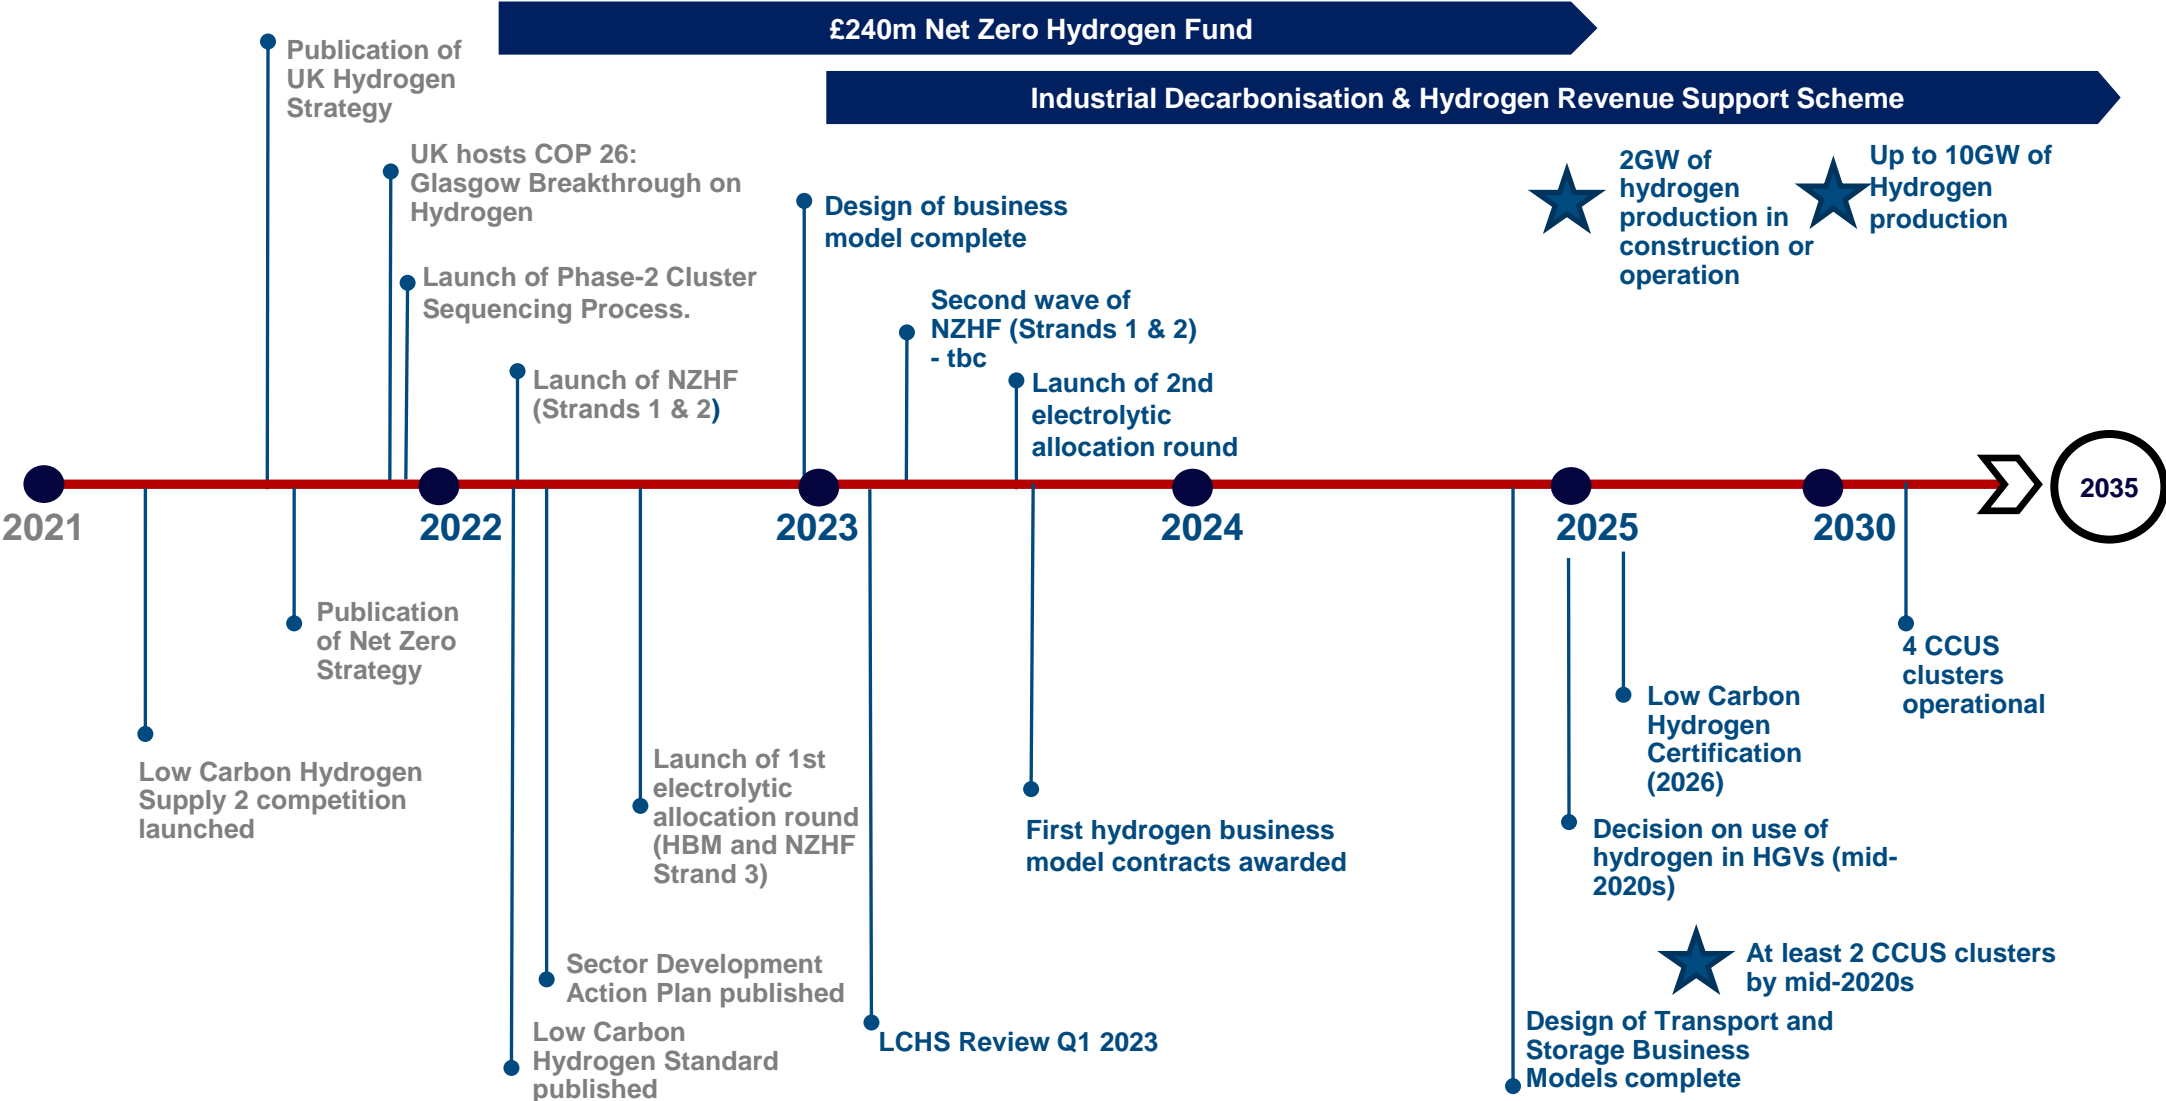 £240m Net Zero Hydrogen Fund
Industrial Decarbonisation & Hydrogen Revenue Support Scheme
Publication of
UK Hydrogen
Strategy
UK hosts COP 26:
Glasgow Breakthrough on
Hydrogen
Launch of Phase-2 Cluster
Sequencing Process.
Launch of NZHF
(Strands 1 & 2)
Design of business
model complete
Second wave of
NZHF (Strands 1 & 2)
- tbc
Launch of 2nd
electrolytic
allocation round
2GW of
hydrogen
production in
construction or
operation
Up to 10GW of
Hydrogen
production
2021
2022
2023
2024
2025
2030
2035
Publication
of Net Zero
Strategy
Low Carbon Hydrogen
Supply 2 competition
launched
Launch of 1st
electrolytic
allocation round
(HBM and NZHF
Strand 3)
Sector Development
Action Plan published
Low Carbon
Hydrogen Standard
published
LCHS Review Q1 2023
First hydrogen business
model contracts awarded
4 CCUS
clusters
operational
Low Carbon
Hydrogen
Certification
(2026)
Decision on use of
hydrogen in HGVs (mid-
2020s)
At least 2 CCUS clusters
by mid-2020s
Design of Transport and
Storage Business
Models complete